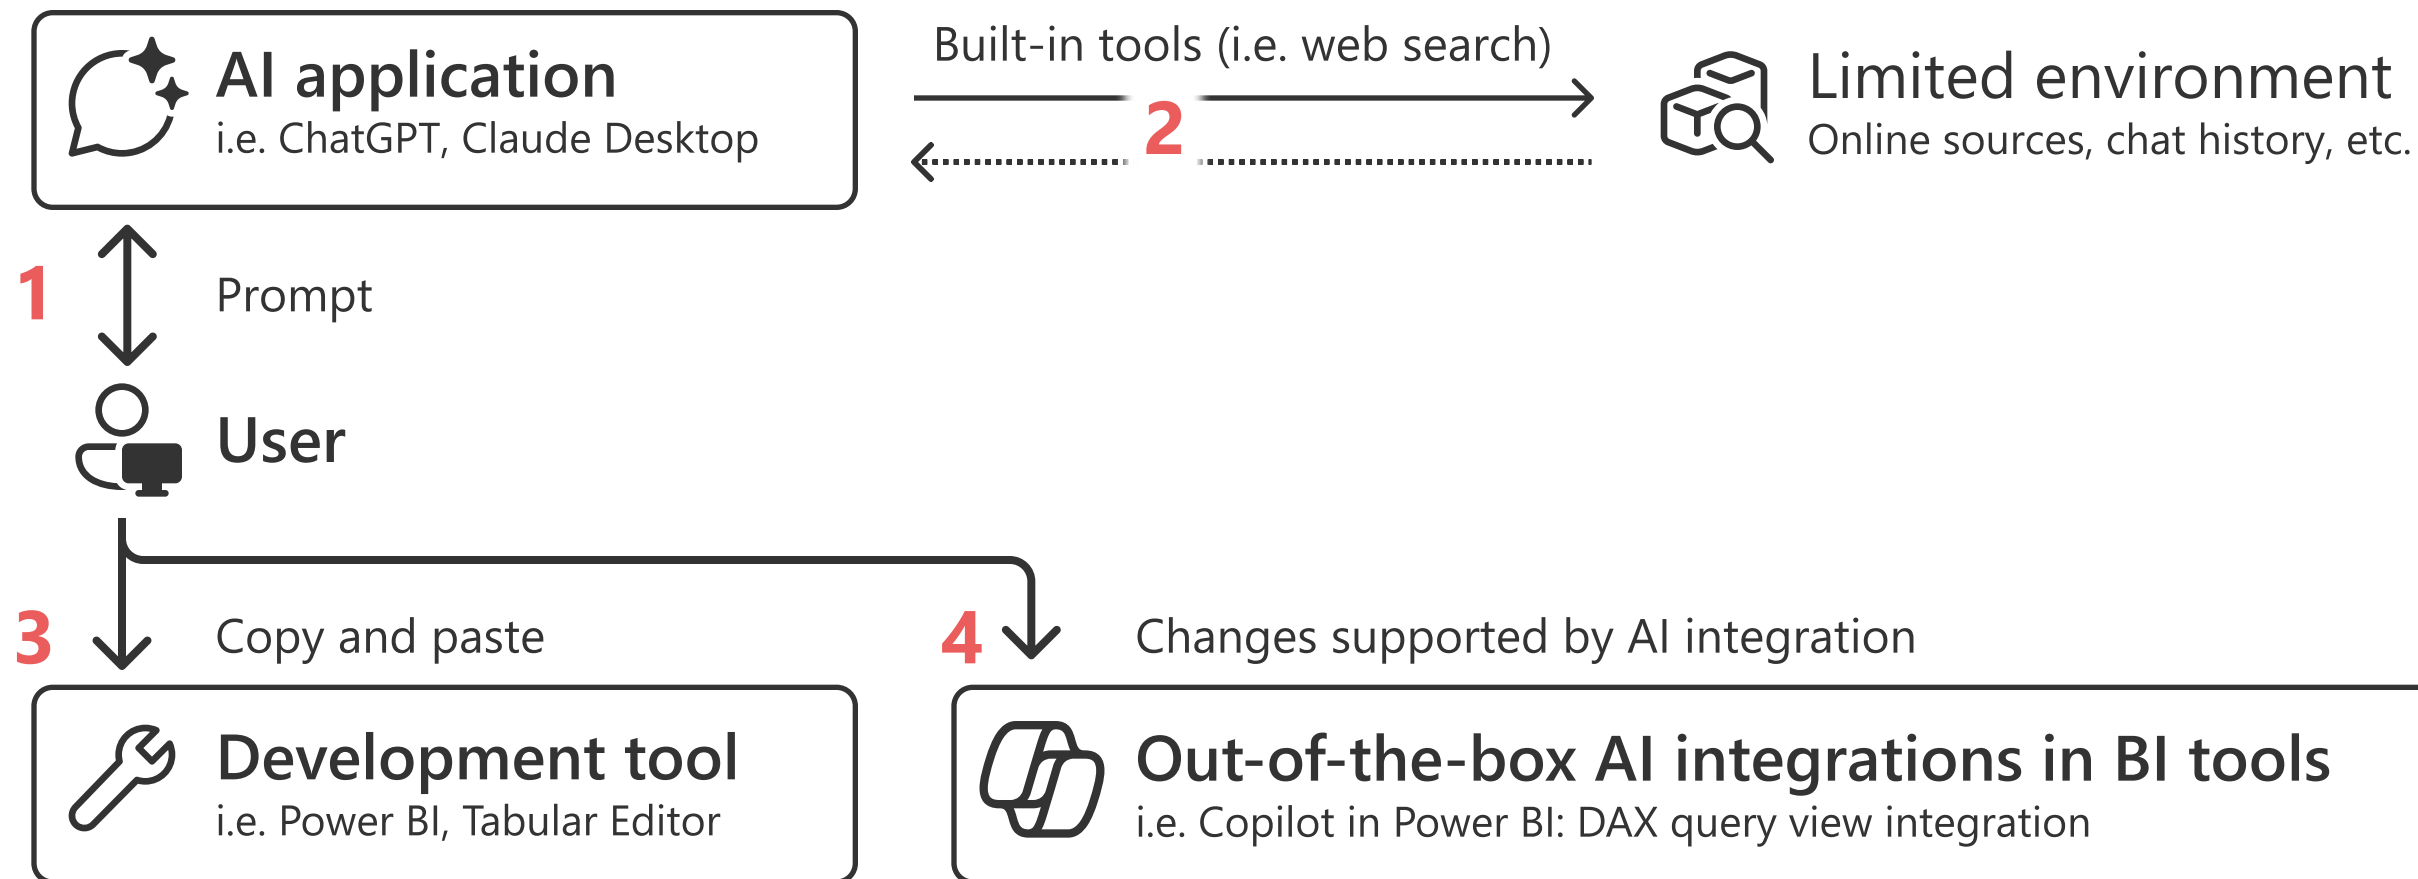 AI application
i.e. ChatGPT, Claude Desktop
Built-in tools (i.e. web search)
2
Limited environment
Online sources, chat history, etc.
1
Prompt
User
3
Copy and paste
4
Changes supported by AI integration
Development tool
i.e. Power BI, Tabular Editor
Out-of-the-box AI integrations in BI tools
i.e. Copilot in Power BI: DAX query view integration